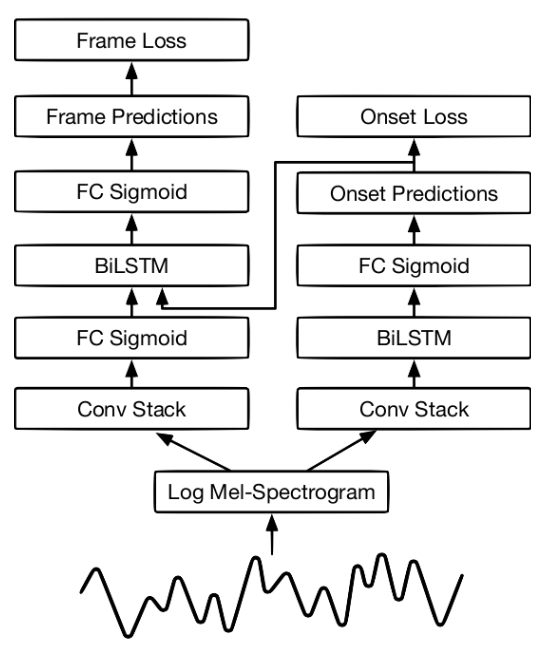 Frame Loss
Frame Predictions
Onset Loss
FC Sigmoid
Onset Predictions
BiLSTM
FC Sigmoid
FC Sigmoid
BiLSTM
Conv Stack
Conv Stack
Log Mel-Spectrogram